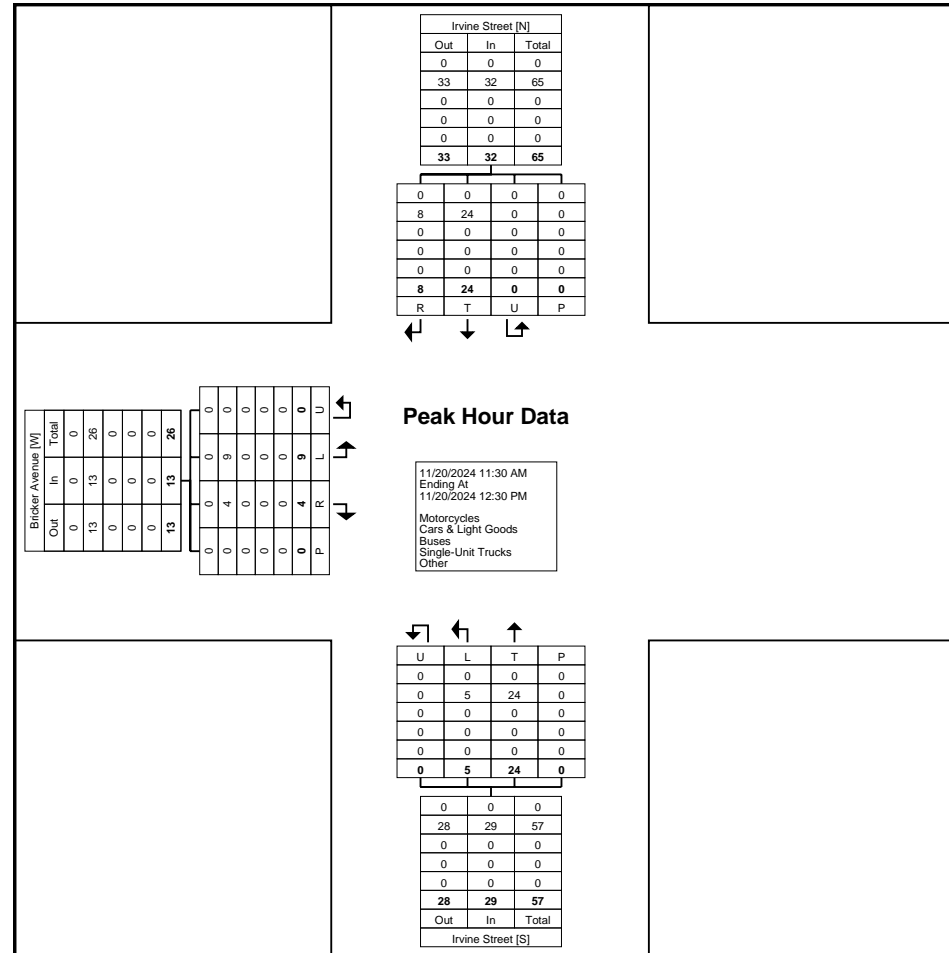 Irvine Street [N]
Out In Total
0 0 0
33 32 65
0 0 0
0 0 0
0 0 0
33 32 65
0 0 0 0
8 24 0 0
0 0 0 0
0 0 0 0
0 0 0 0
8 24 0 0
R T U P
Bricker Avenue [W]
Out In Total
0 0 0
13 13 26
0 0 0
0 0 0
0 0 0
13 13 26
0 0 0 0
0 4 9 0
0 0 0 0
0 0 0 0
0 0 0 0
0 4 9 0
P R L U
Peak Hour Data
11/20/2024 11:30 AM
Ending At
11/20/2024 12:30 PM
Motorcycles
Cars & Light Goods
Buses
Single-Unit Trucks
Other
U L T P
0 0 0 0
0 5 24 0
0 0 0 0
0 0 0 0
0 0 0 0
0 5 24 0
0 0 0
28 29 57
0 0 0
0 0 0
0 0 0
28 29 57
Out In Total
Irvine Street [S]